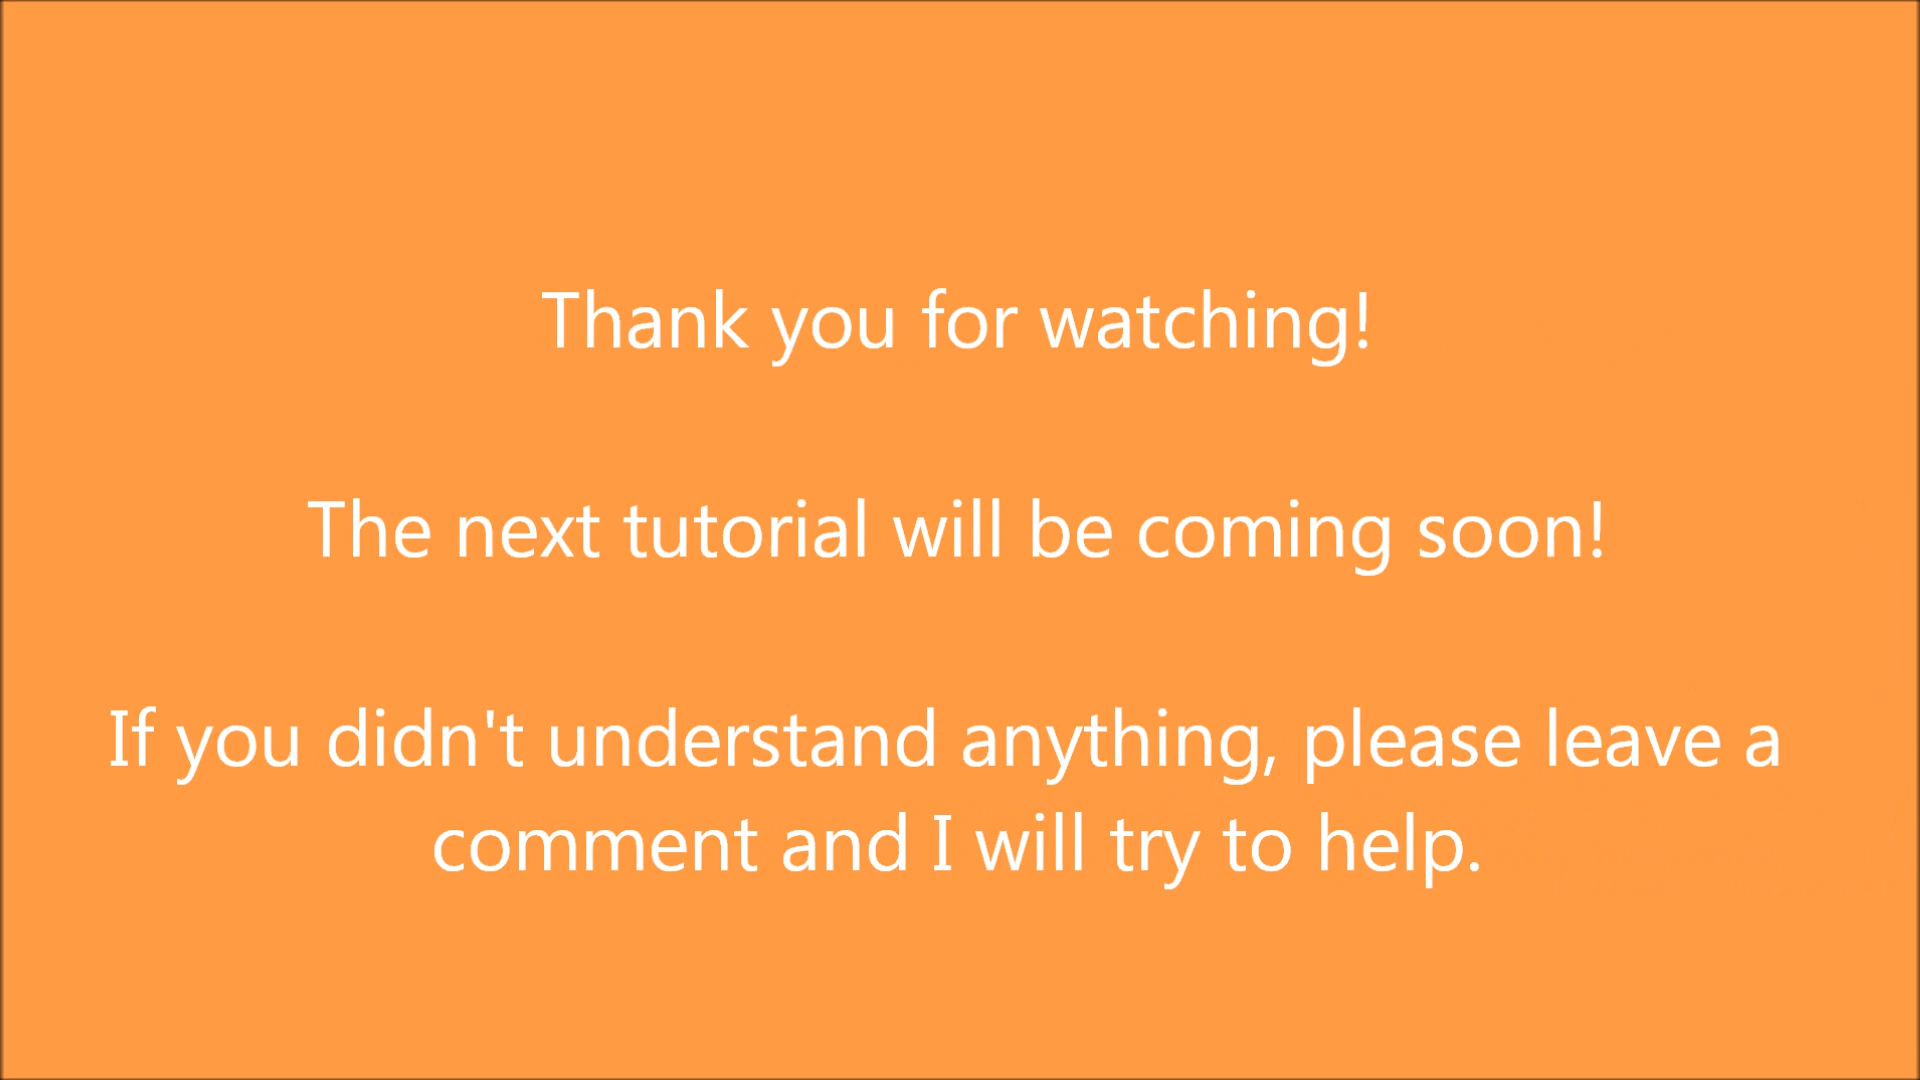 Thank you for watching!
The next tutorial will be coming soon!
If you didn't understand anything, please leave a
comment and I will try to help.